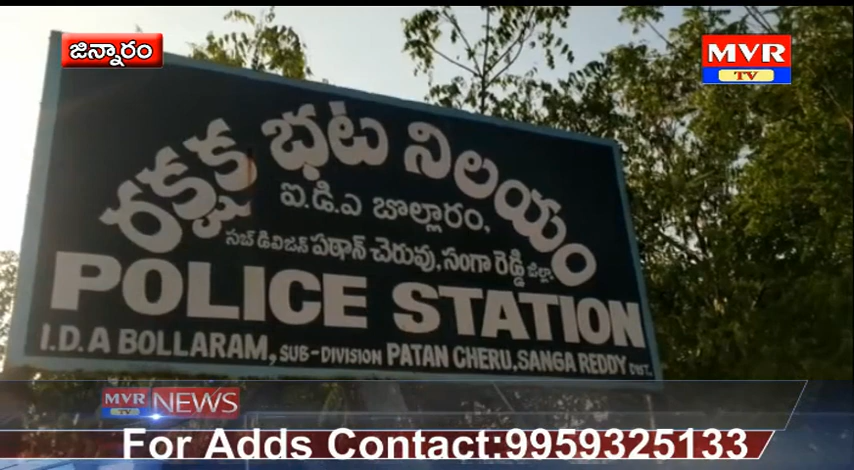 జిన్నారం
MVR
TV
రక్షక భట నిలయం
ఐ.డి.ఎ బొల్లారం,
సబ్ డివిజన్ పఠాన్ చెరువు, సంగా రెడ్డి జిల్లా.
POLICE STATION
I.D.A BOLLARAM, SUB-DIVISION PATAN CHERU, SANGA REDDY DIST.
MVR
TV
NEWS
For Adds Contact:9959325133